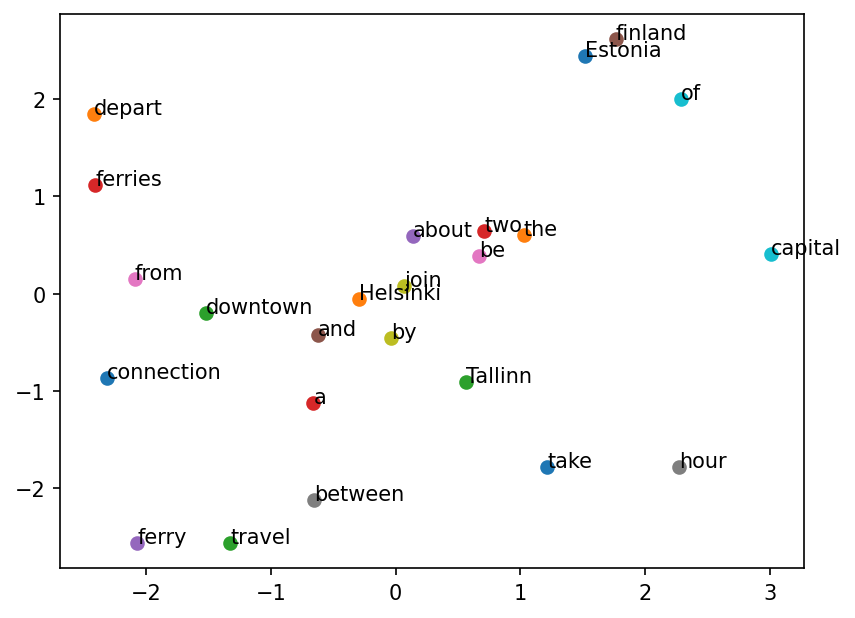 finland
Estonia
of
2
depart
ferries
1
about
two
the
be
capital
from
0
join
Helsinki
downtown
and
by
connection
−1
Tallinn
a
take
hour
−2
between
ferry
travel
−2 −1 0 1 2 3